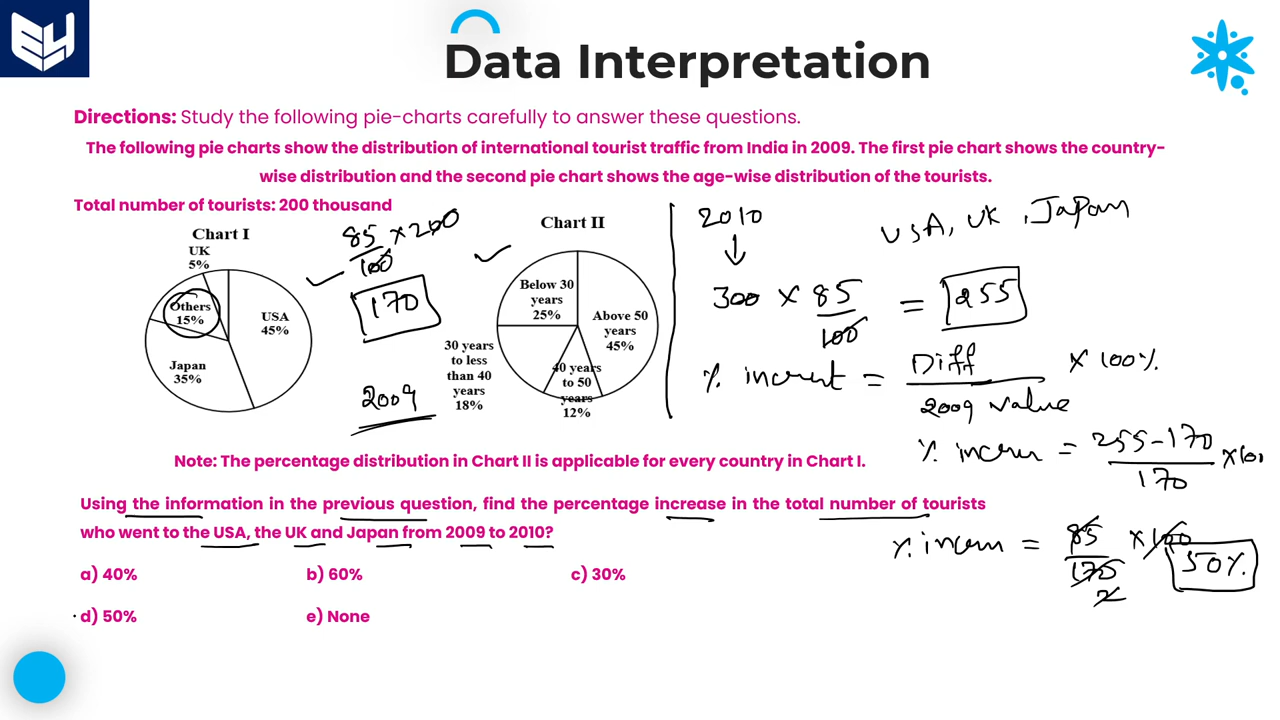 Data Interpretation
Directions: Study the following pie-charts carefully to answer these questions.
The following pie charts show the distribution of international tourist traffic from India in 2009. The first pie chart shows the country-
wise distribution and the second pie chart shows the age-wise distribution of the tourists.
Total number of tourists: 200 thousand
Chart I
UK
5%
Others
15%
USA
45%
Japan
35%
85/100 × 200
170
2009
Chart II
Below 30
years
25%
Above 50
years
45%
30 years
to less
than 40
years
18%
40 years
to 50
years
12%
2010
USA, UK, Japan
300 × 85/100 = 255
% increment = Diff/2009 value × 100%
% increm = 255-170/170 × 100
% increm = 85/170 × 100
2
50%
Note: The percentage distribution in Chart II is applicable for every country in Chart I.
Using the information in the previous question, find the percentage increase in the total number of tourists
who went to the USA, the UK and Japan from 2009 to 2010?
a) 40% b) 60% c) 30%
d) 50% e) None